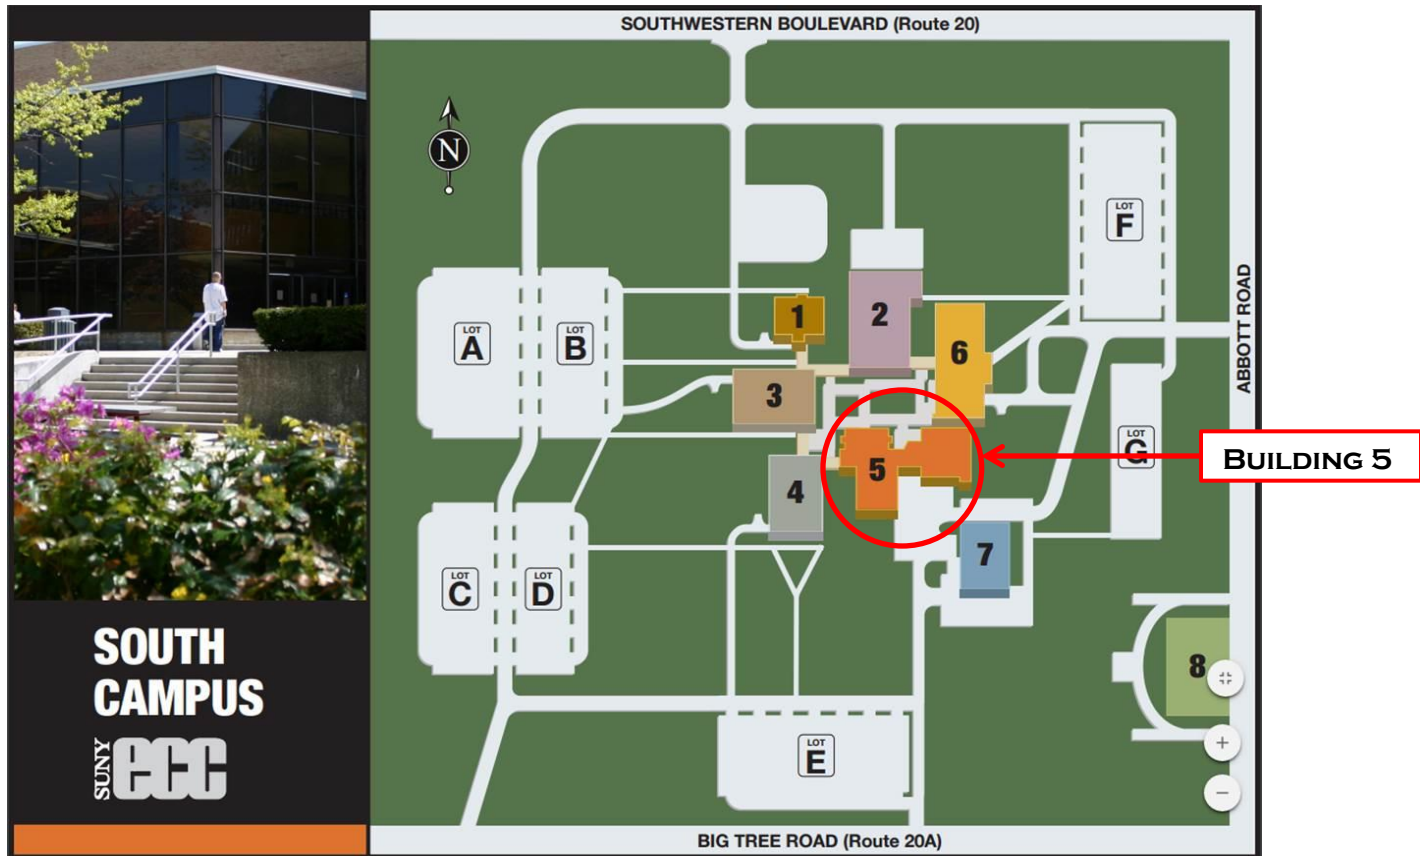 SOUTHWESTERN BOULEVARD (Route 20)
N
LOT
F
LOT
A
LOT
B
1
2
6
3
ABBOTT ROAD
LOT
G
BUILDING 5
5
4
7
LOT
C
LOT
D
SOUTH
CAMPUS
8
SUNY
ecc
LOT
E
+
−
BIG TREE ROAD (Route 20A)